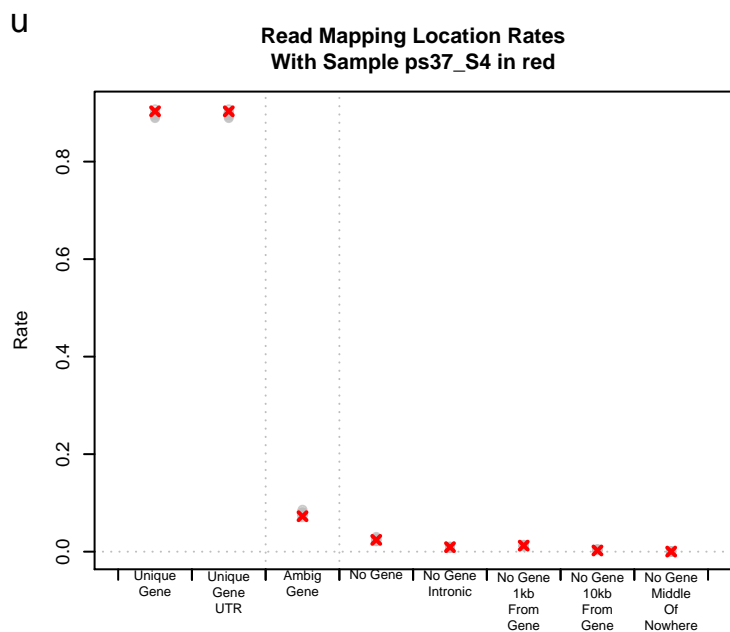 u
Read Mapping Location Rates
With Sample ps37_S4 in red
Rate
0.8
0.6
0.4
0.2
0.0
Unique
Gene
Unique
Gene
UTR
Ambig
Gene
No Gene
No Gene
Intronic
No Gene
1kb
From
Gene
No Gene
10kb
From
Gene
No Gene
Middle
Of
Nowhere